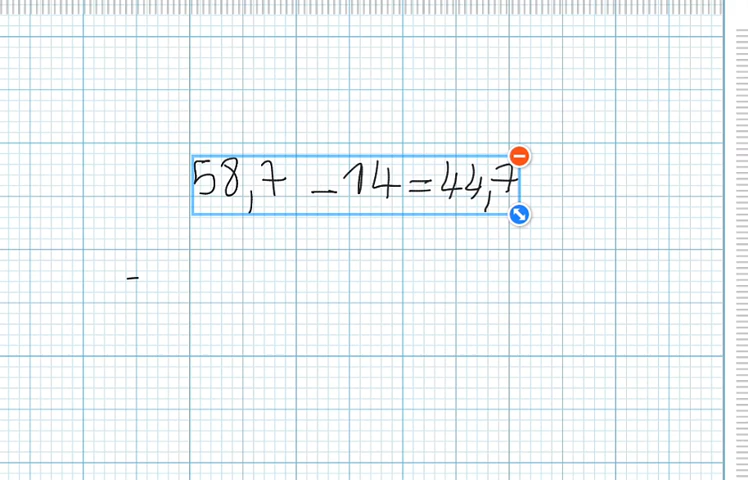 58,7 - 14 = 44,7
-